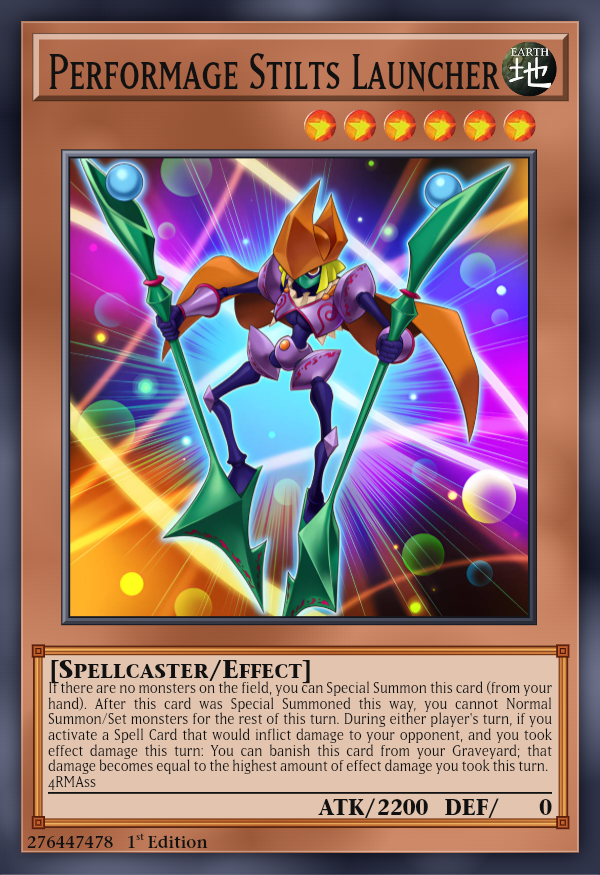 Performage Stilts Launcher
EARTH
地
[Spellcaster/Effect]
If there are no monsters on the field, you can Special Summon this card (from your
hand). After this card was Special Summoned this way, you cannot Normal
Summon/Set monsters for the rest of this turn. During either player's turn, if you
activate a Spell Card that would inflict damage to your opponent, and you took
effect damage this turn: You can banish this card from your Graveyard; that
damage becomes equal to the highest amount of effect damage you took this turn.
4RMAss
ATK/2200 DEF/ 0
276447478 1st Edition